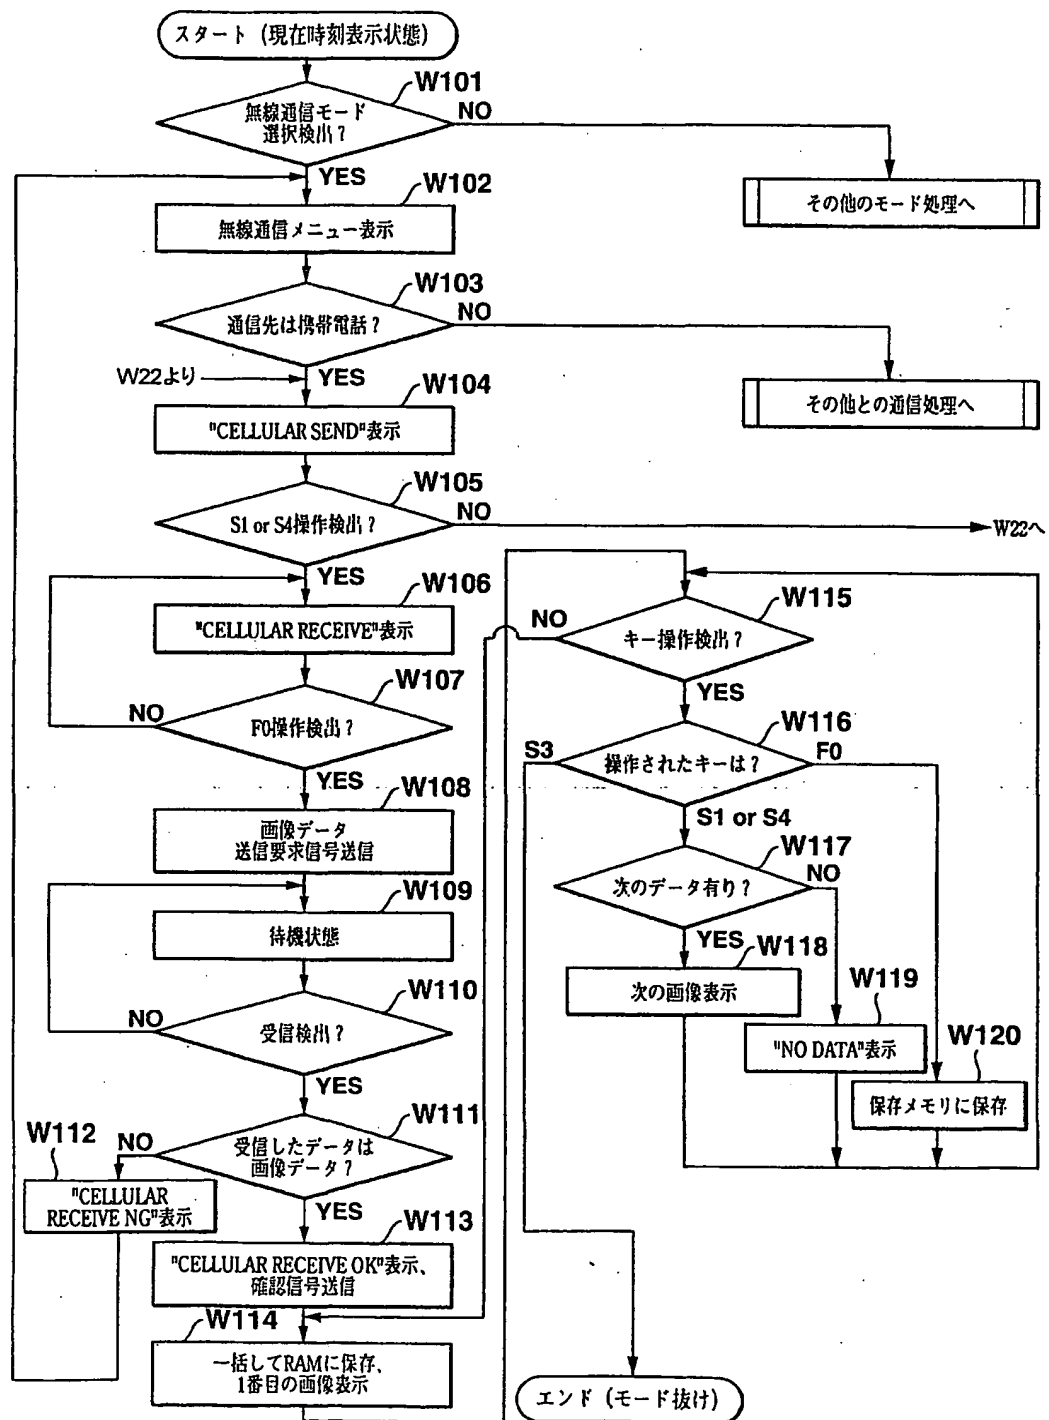 スタート (現在時刻表示状態)
W101
無線通信モード
選択検出?
NO
YES
その他のモード処理へ
W102
無線通信メニュー表示
W103
通信先は携帯電話?
NO
W22より
YES
その他との通信処理へ
W104
"CELLULAR SEND"表示
W105
S1 or S4操作検出?
NO
W22へ
YES
W106
"CELLULAR RECEIVE"表示
W107
NO
F0操作検出?
YES
W108
画像データ
送信要求信号送信
W109
待機状態
W110
NO
受信検出?
YES
W111
W112
NO
受信したデータは
画像データ?
"CELLULAR
RECEIVE NG"表示
YES
W113
"CELLULAR RECEIVE OK"表示、
確認信号送信
W114
一括してRAMに保存、
1番目の画像表示
W115
NO
キー操作検出?
YES
W116
S3
操作されたキーは?
F0
S1 or S4
W117
次のデータ有り?
NO
YES
W118
次の画像表示
W119
"NO DATA"表示
W120
保存メモリに保存
エンド (モード抜け)